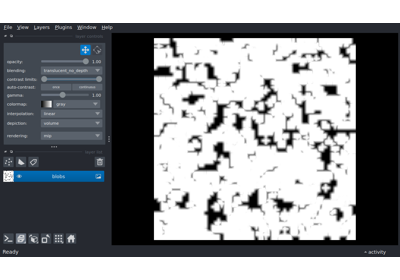 File View Layers Plugins Window Help
opacity: 1.00
blending: translucent_no_depth
contrast limits:
auto-contrast: once continuous
gamma: 1.00
colormap: gray
interpolation: linear
depiction: volume
rendering: mip
blobs
Ready activity